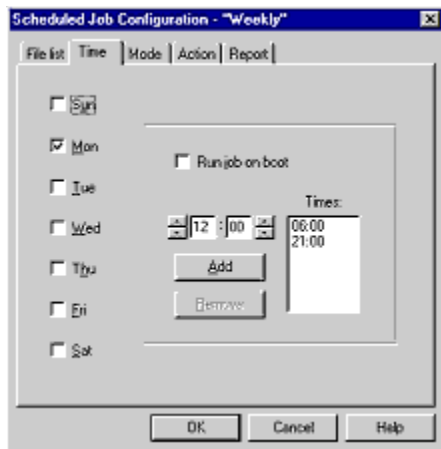 Scheduled Job Configuration - "Weekly"
File list Time Mode Action Report
Sun
Mon
Run job on boot
Tue
Times:
Wed
12 : 00
06:00
21:00
Thu
Add
Fri
Remove
Sat
OK Cancel Help